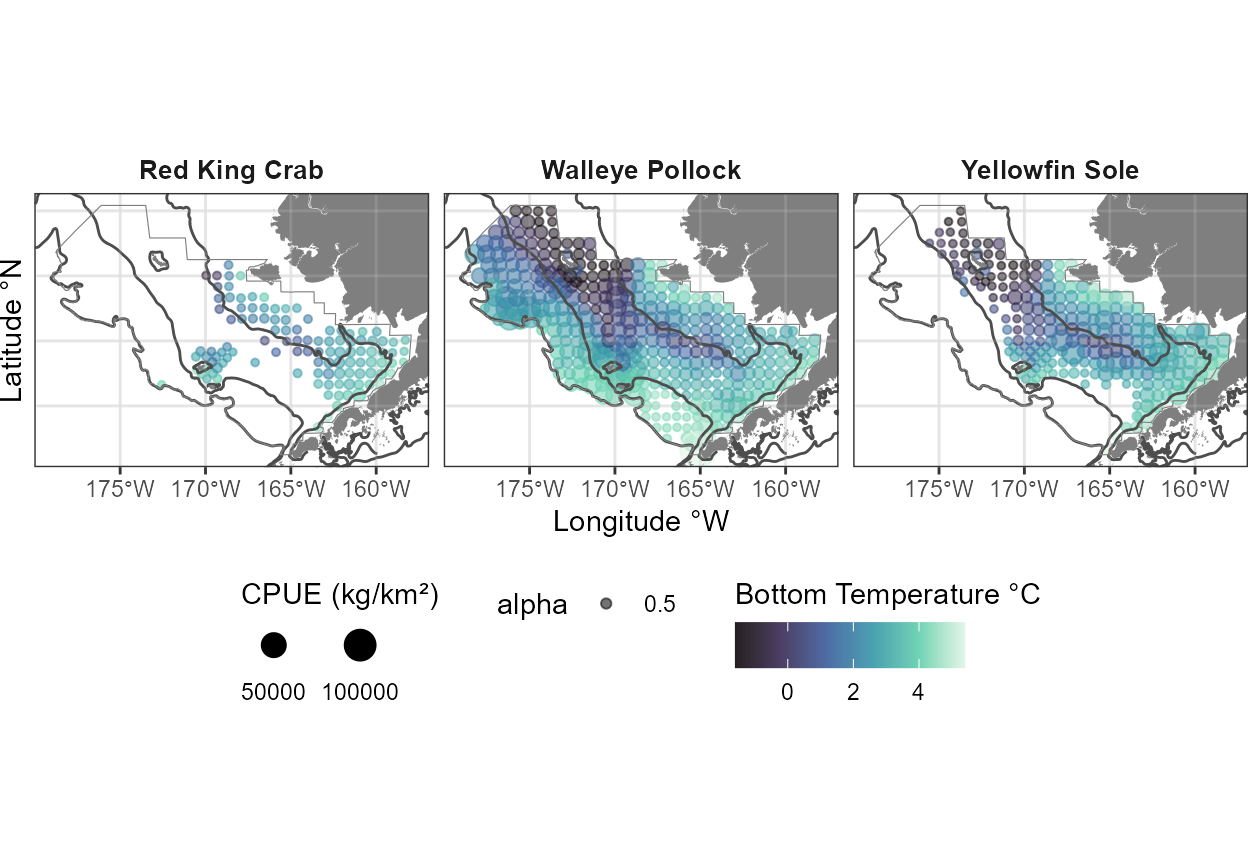 Red King Crab Walleye Pollock Yellowfin Sole
Latitude °N
175°W 170°W 165°W 160°W 175°W 170°W 165°W 160°W 175°W 170°W 165°W 160°W
Longitude °W
CPUE (kg/km²)
50000 100000
alpha 0.5
Bottom Temperature °C
0 2 4